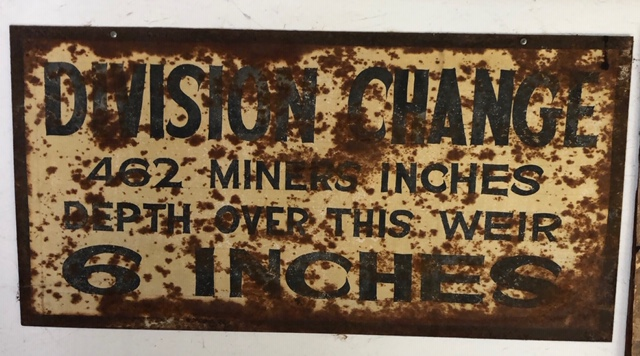 DIVISION CHANGE
462 MINERS INCHES
DEPTH OVER THIS WEIR
6 INCHES